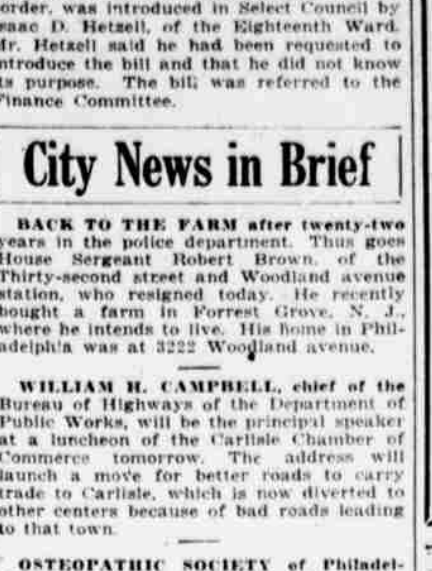 order, was introduced in Select Council by
saac D. Hetzell, of the Eighteenth Ward.
Mr. Hetzell said he had been requested to
ntroduce the bill and that he did not know
ts purpose. The bill was referred to the
Finance Committee.
City News in Brief
BACK TO THE FARM after twenty-two
years in the police department. Thus goes
House Sergeant Robert Brown, of the
Thirty-second street and Woodland avenue
station, who resigned today. He recently
bought a farm in Forrest Grove, N. J.,
where he intends to live. His home in Phil-
adelphia was at 3222 Woodland avenue.
WILLIAM H. CAMPBELL, chief of the
Bureau of Highways of the Department of
Public Works, will be the principal speaker
at a luncheon of the Carlisle Chamber of
Commerce tomorrow. The address will
launch a move for better roads to carry
trade to Carlisle, which is now diverted to
other centers because of bad roads leading
to that town.
OSTEOPATHIC SOCIETY of Philadel-